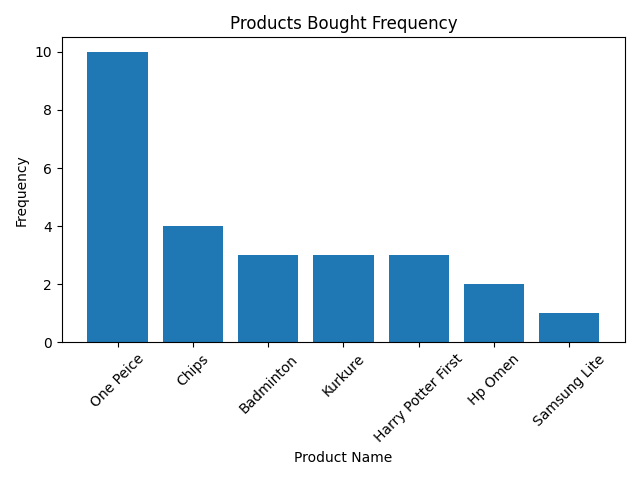 Products Bought Frequency
10
8
6
4
2
0
Frequency
One Peice
Chips
Badminton
Kurkure
Harry Potter First
Hp Omen
Samsung Lite
Product Name